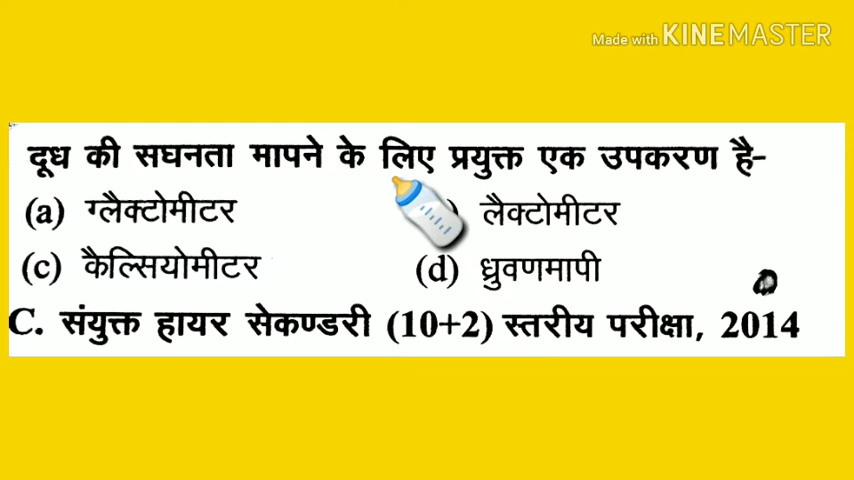 Made with KINEMASTER
दूध की सघनता मापने के लिए प्रयुक्त एक उपकरण है-
(a) ग्लैक्टोमीटर ) लैक्टोमीटर
(c) कैल्सियोमीटर (d) ध्रुवणमापी
C. संयुक्त हायर सेकण्डरी (10+2) स्तरीय परीक्षा, 2014